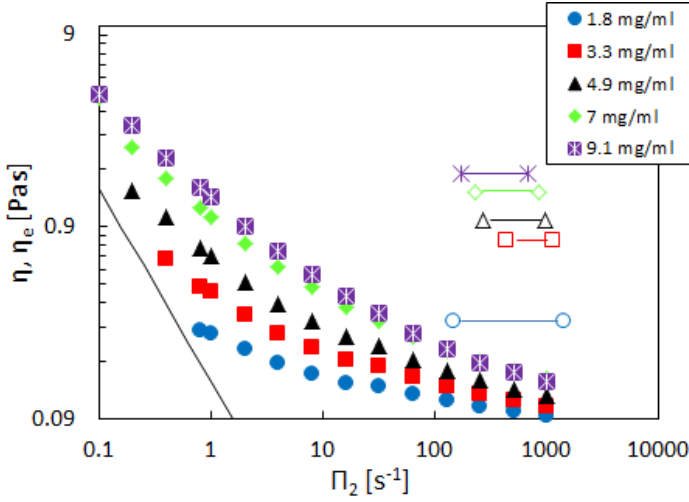 9
0.9
0.09
η, ηₑ [Pas]
0.1
1
10
100
1000
10000
Π₂ [s⁻¹]
1.8 mg/ml
3.3 mg/ml
4.9 mg/ml
7 mg/ml
9.1 mg/ml